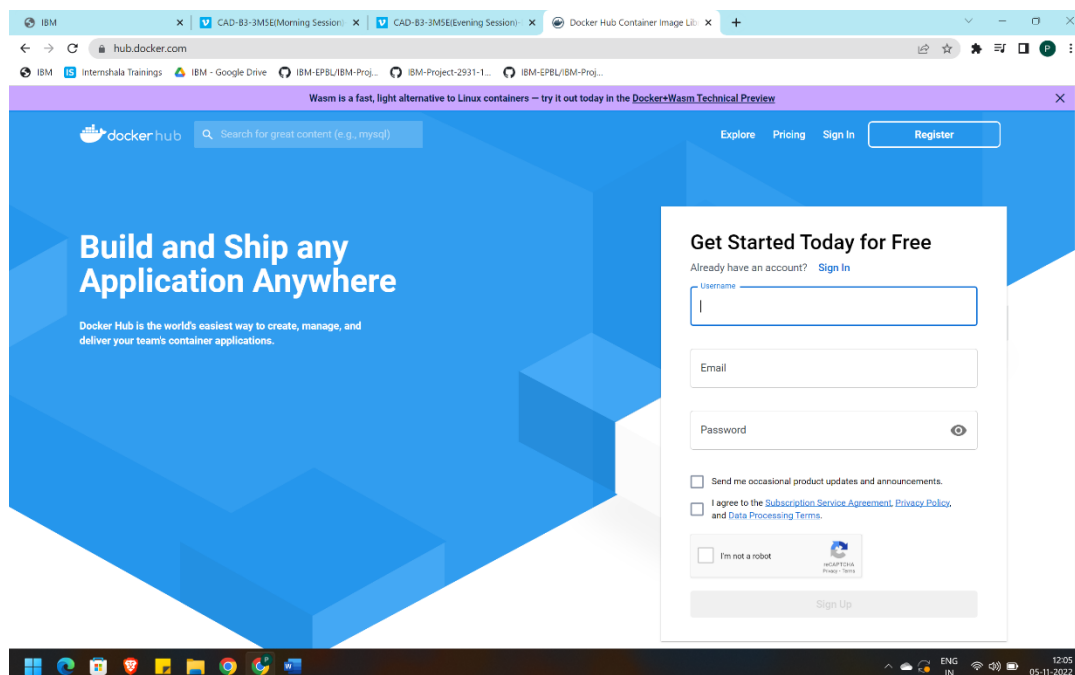 IBM
CAD-B3-3M5E(Morning Session)
CAD-B3-3M5E(Evening Session)-
Docker Hub Container Image Lib
hub.docker.com
P
IBM
IS Internshala Trainings
IBM - Google Drive
IBM-EPBL/IBM-Proj...
IBM-Project-2931-1...
IBM-EPBL/IBM-Proj...
Wasm is a fast, light alternative to Linux containers — try it out today in the Docker+Wasm Technical Preview
dockerhub
Search for great content (e.g., mysql)
Explore
Pricing
Sign In
Register
Build and Ship any
Application Anywhere
Docker Hub is the world's easiest way to create, manage, and
deliver your team's container applications.
Get Started Today for Free
Already have an account? Sign In
Username
Email
Password
Send me occasional product updates and announcements.
I agree to the Subscription Service Agreement, Privacy Policy,
and Data Processing Terms.
I'm not a robot
reCAPTCHA
Privacy - Terms
Sign Up
ENG
IN
12:05
05-11-2022